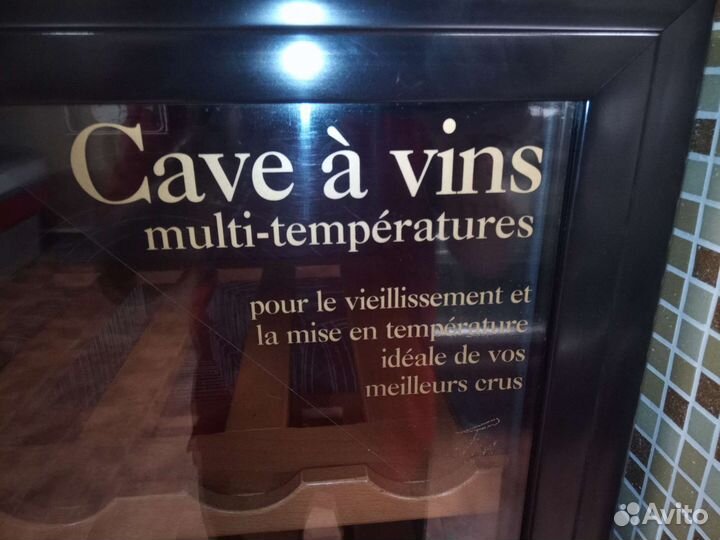 Cave à vins
multi-températures
pour le vieillissement et
la mise en température
idéale de vos
meilleurs crus
Avito